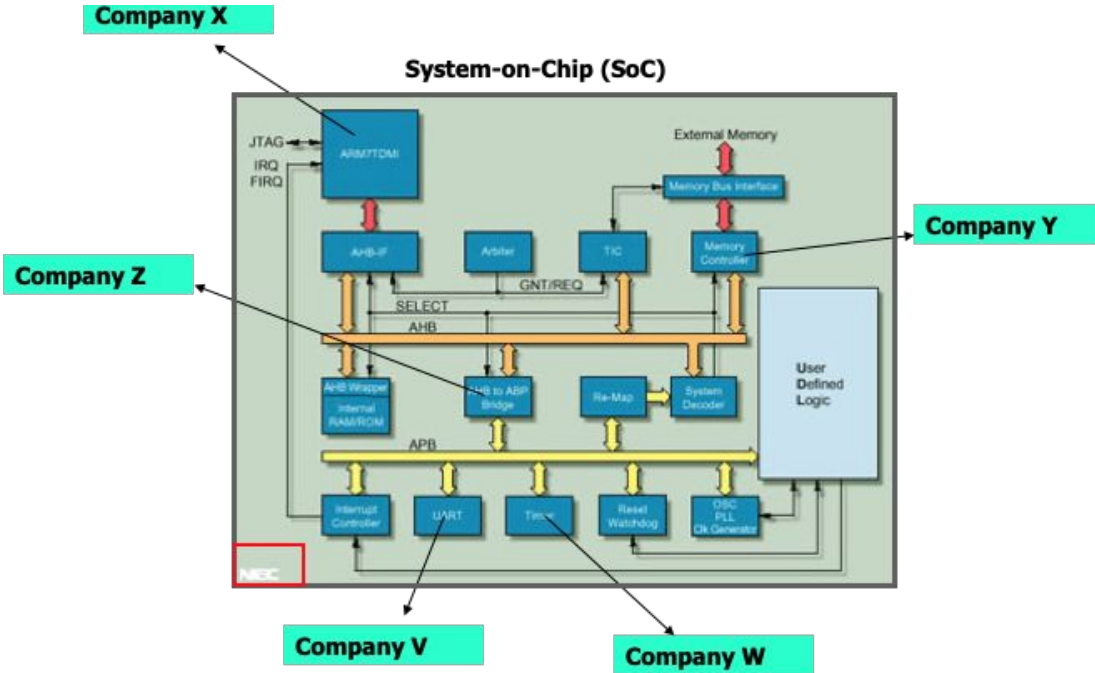 Company X
System-on-Chip (SoC)
JTAG
IRQ
FIRQ
ARM7TDMI
External Memory
Memory Bus Interface
Company Y
Company Z
AHB-IF
Arbiter
TIC
Memory
Controller
GNT/REQ
SELECT
AHB
User
Defined
Logic
AHB Wrapper
Internal
RAM/ROM
AHB to ABP
Bridge
Re-Map
System
Decoder
APB
Interrupt
Controller
UART
Timer
Reset
Watchdog
OSC
PLL
Clk Generator
NEC
Company V
Company W